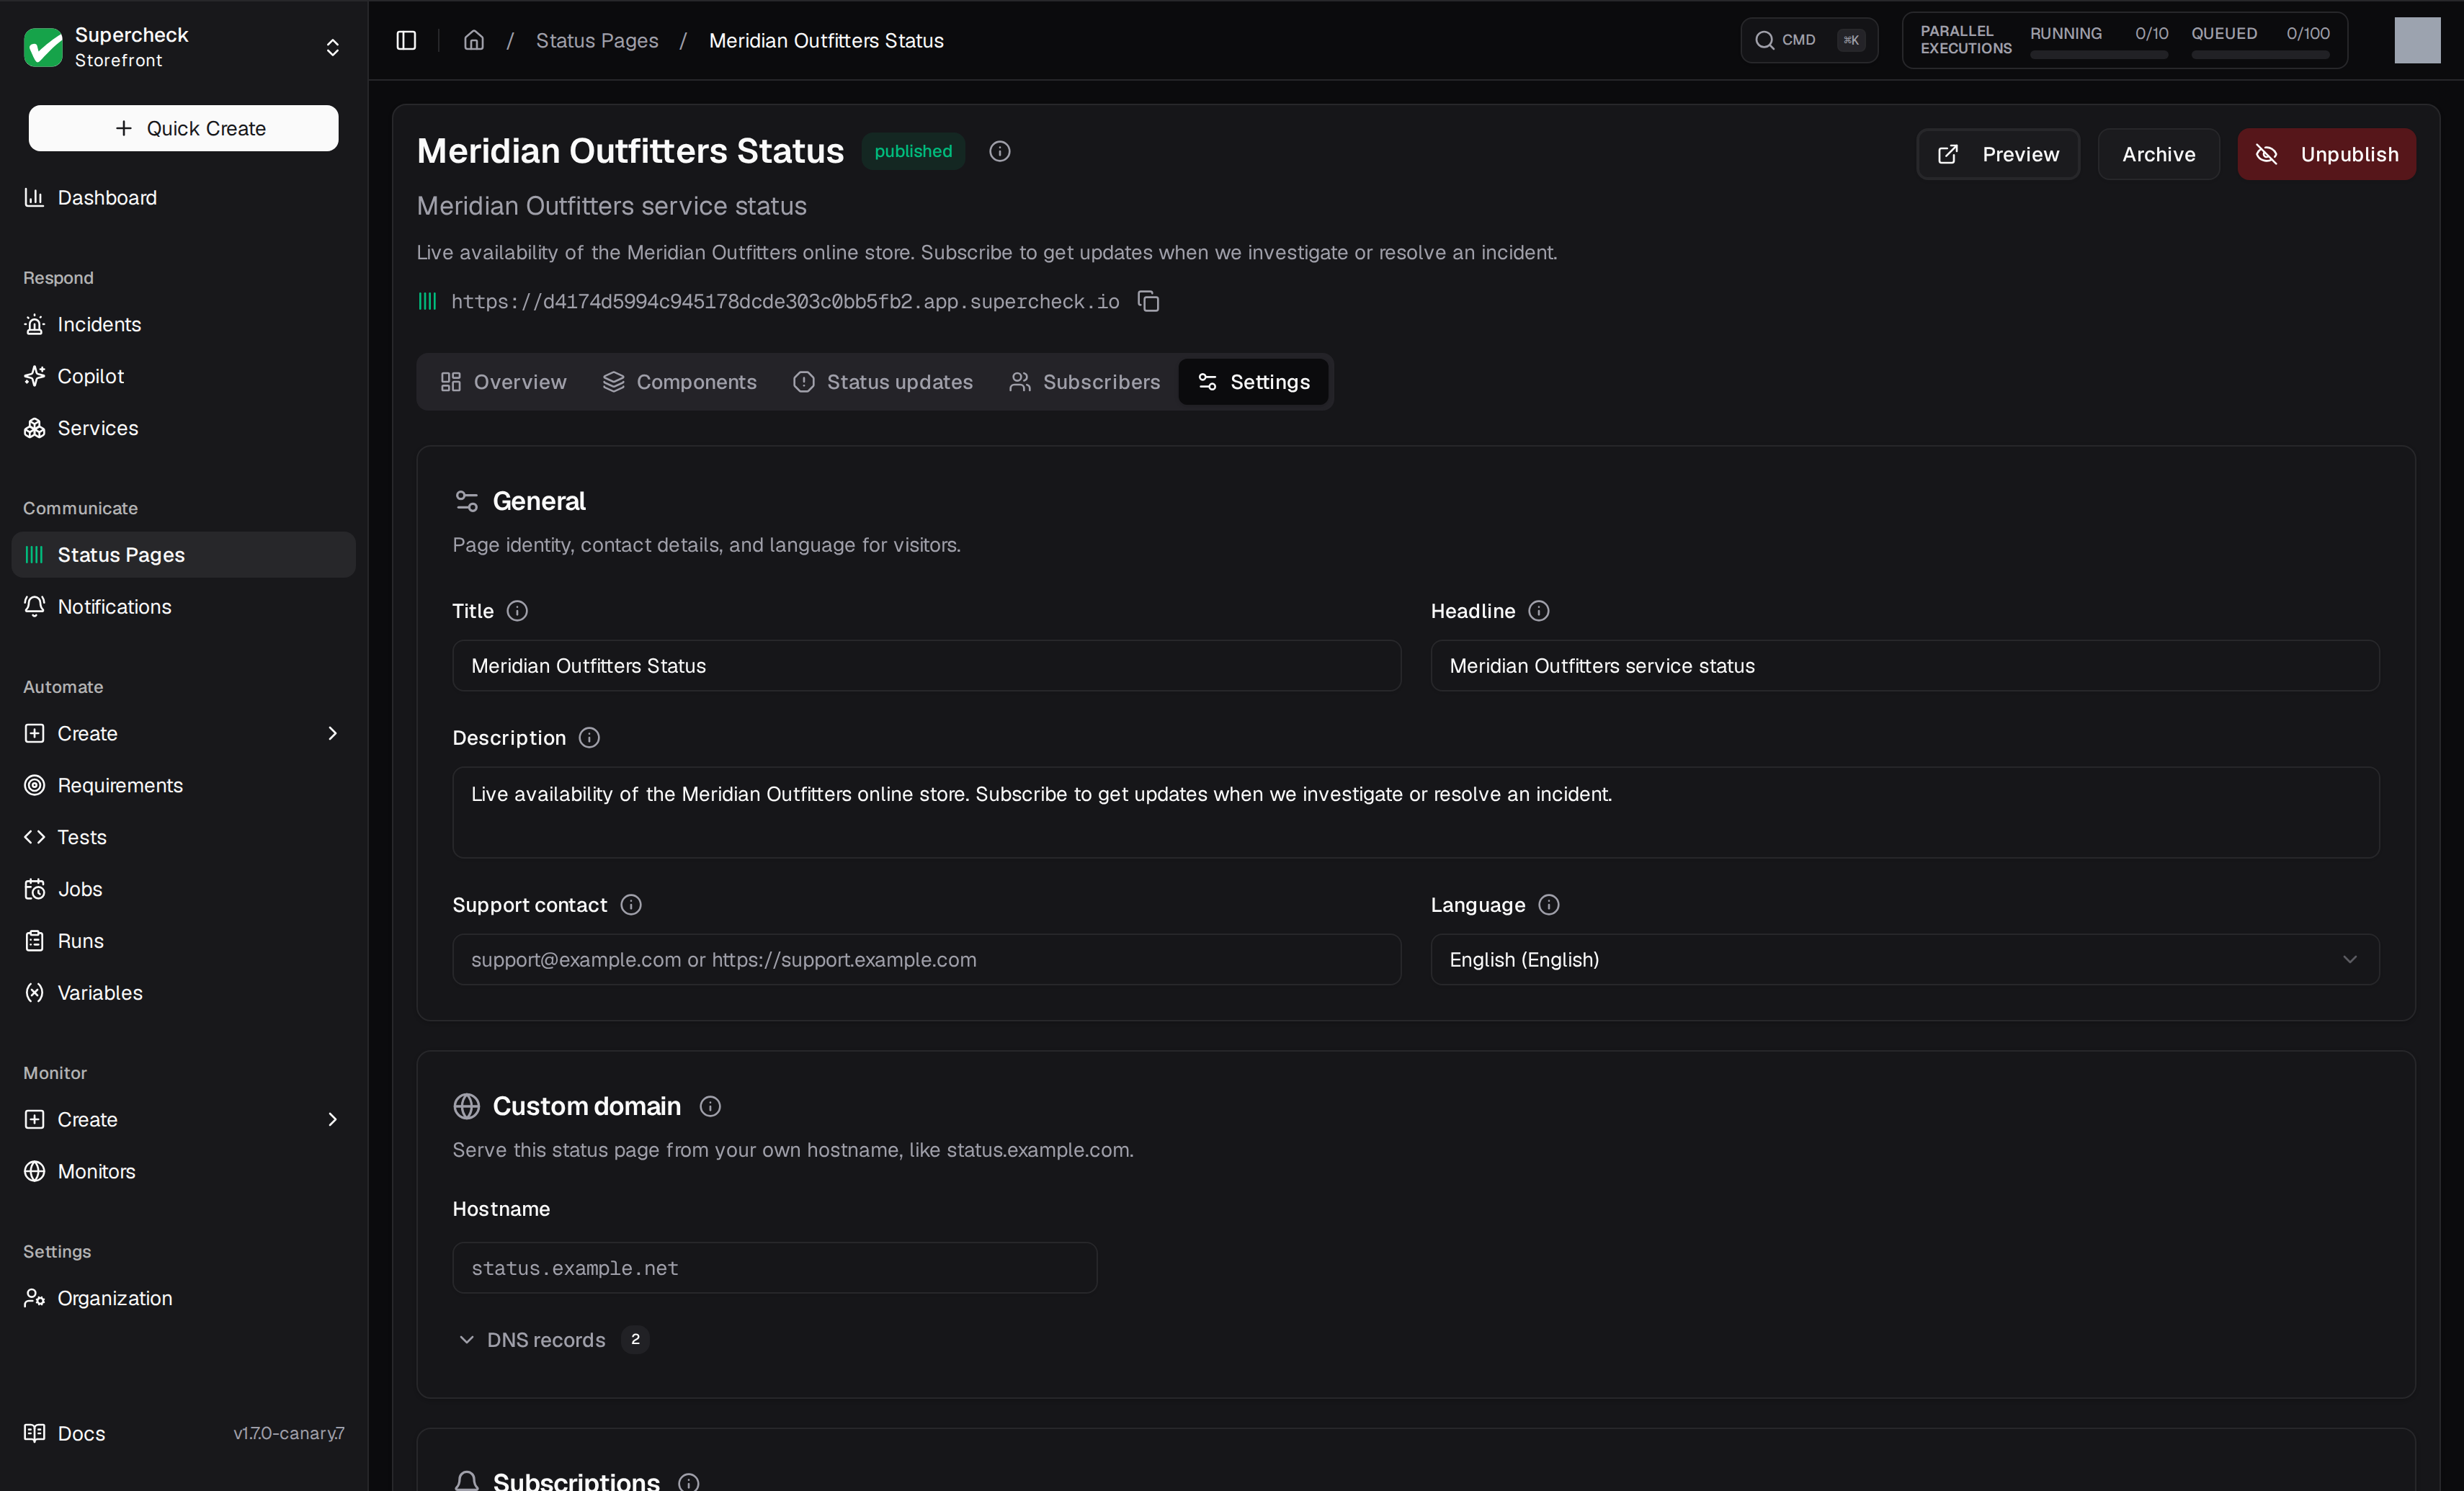 Supercheck
Storefront
Quick Create
Dashboard
Respond
Incidents
Copilot
Services
Communicate
Status Pages
Notifications
Automate
Create
Requirements
Tests
Jobs
Runs
Variables
Monitor
Create
Monitors
Settings
Organization
Docs v1.7.0-canary.7
/ Status Pages / Meridian Outfitters Status
CMD ⌘K
PARALLEL EXECUTIONS
RUNNING 0/10
QUEUED 0/100
Meridian Outfitters Status published
Preview Archive Unpublish
Meridian Outfitters service status
Live availability of the Meridian Outfitters online store. Subscribe to get updates when we investigate or resolve an incident.
https://d4174d5994c945178dcde303c0bb5fb2.app.supercheck.io
Overview Components Status updates Subscribers Settings
General
Page identity, contact details, and language for visitors.
Title
Meridian Outfitters Status
Headline
Meridian Outfitters service status
Description
Live availability of the Meridian Outfitters online store. Subscribe to get updates when we investigate or resolve an incident.
Support contact
support@example.com or https://support.example.com
Language
English (English)
Custom domain
Serve this status page from your own hostname, like status.example.com.
Hostname
status.example.net
DNS records 2
Subscriptions